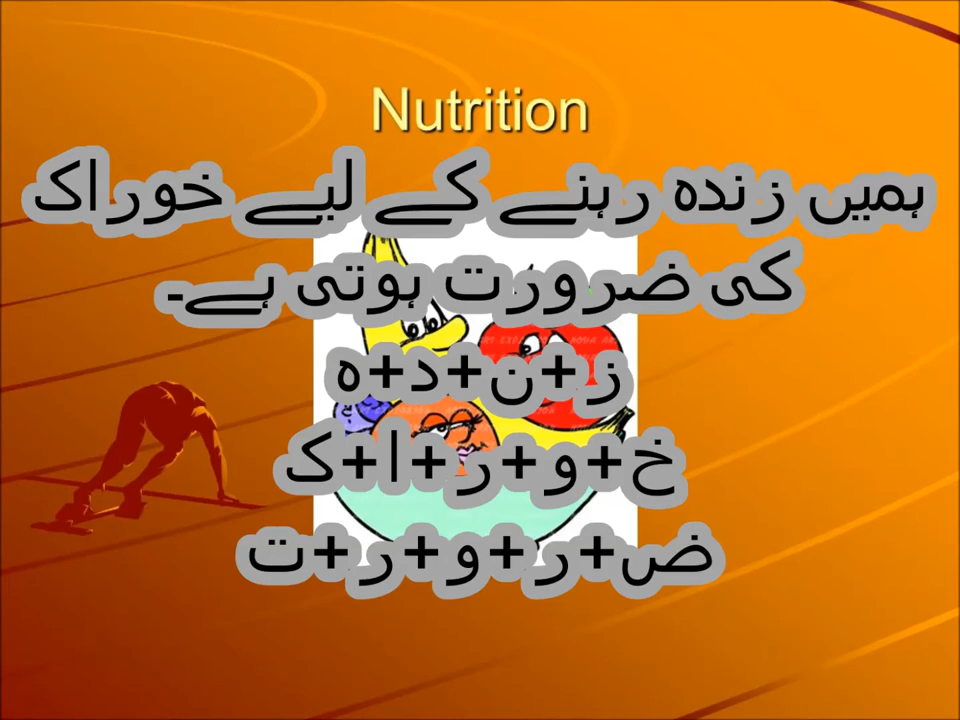 Nutrition
ہمیں زندہ رہنے کے لیے خوراک
کی ضرورت ہوتی ہے۔
ز+ن+د+ہ
خ+و+ر+ا+ک
ض+ر+و+ر+ت